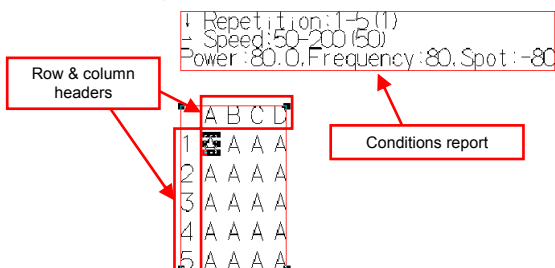 ↓ Repetition:1-5(1)
→ Speed:50-200(50)
Power:80.0,Frequency:80,Spot:-80
Row & column
headers
Conditions report
A B C D
1 A A A A
2 A A A A
3 A A A A
4 A A A A
5 A A A A